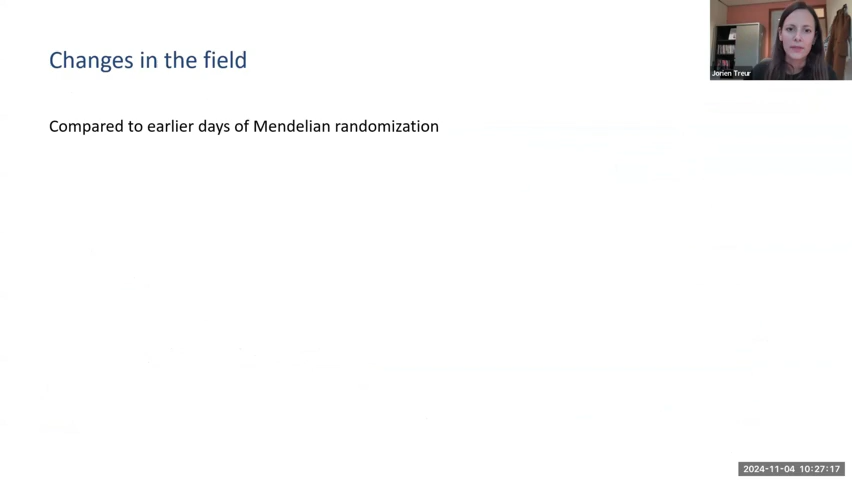 Changes in the field
Jorien Treur
Compared to earlier days of Mendelian randomization
2024-11-04 10:27:17